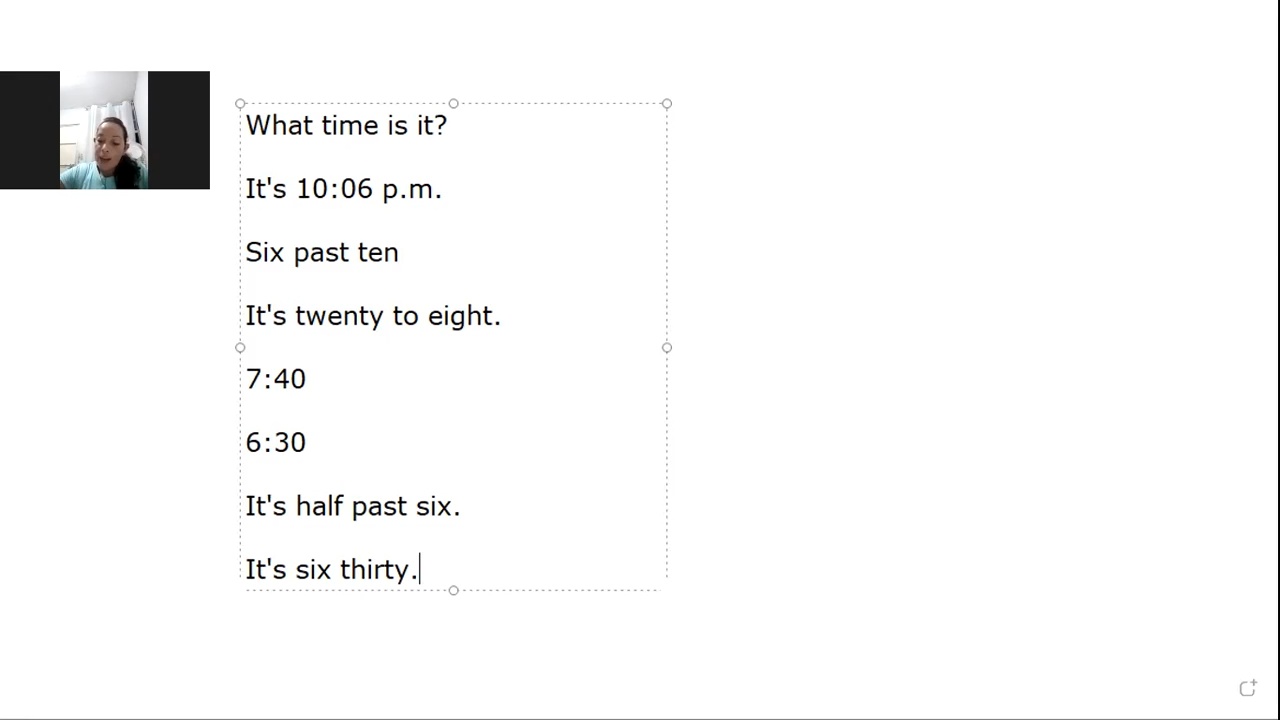 What time is it?
It's 10:06 p.m.
Six past ten
It's twenty to eight.
7:40
6:30
It's half past six.
It's six thirty.